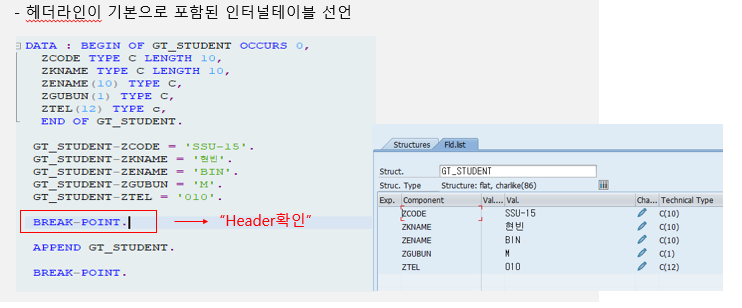 - 헤더라인이 기본으로 포함된 인터널테이블 선언
DATA : BEGIN OF GT_STUDENT OCCURS 0,
ZCODE TYPE C LENGTH 10,
ZKNAME TYPE C LENGTH 10,
ZENAME(10) TYPE C,
ZGUBUN(1) TYPE C,
ZTEL(12) TYPE c,
END OF GT_STUDENT.
GT_STUDENT-ZCODE = 'SSU-15'.
GT_STUDENT-ZKNAME = '현빈'.
GT_STUDENT-ZENAME = 'BIN'.
GT_STUDENT-ZGUBUN = 'M'.
GT_STUDENT-ZTEL = '010'.
BREAK-POINT.
“Header확인”
APPEND GT_STUDENT.
BREAK-POINT.
Structures Fld.list
Struct. GT_STUDENT
Struc. Type Structure: flat, charlike(86)
Exp. Component Val.... Val. Cha... Technical Type
ZCODE SSU-15 C(10)
ZKNAME 현빈 C(10)
ZENAME BIN C(10)
ZGUBUN M C(1)
ZTEL 010 C(12)